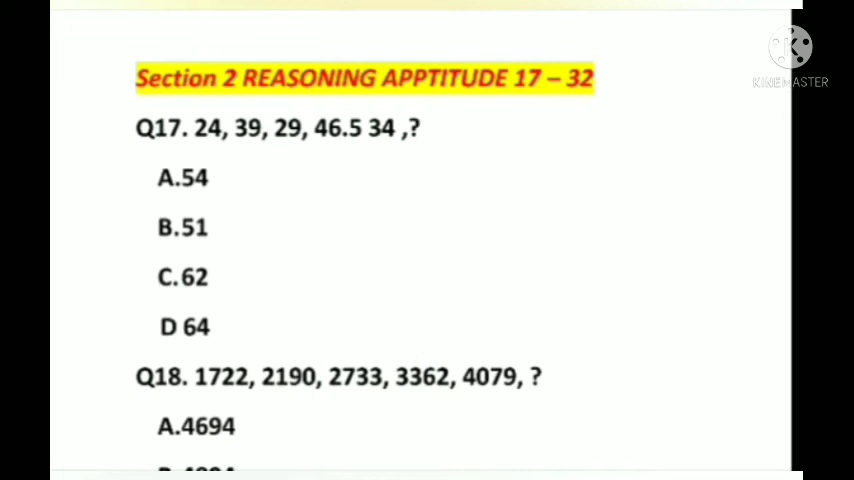 KINEMASTER
Section 2 REASONING APPTITUDE 17 – 32
Q17. 24, 39, 29, 46.5 34 ,?
A.54
B.51
C.62
D 64
Q18. 1722, 2190, 2733, 3362, 4079, ?
A.4694